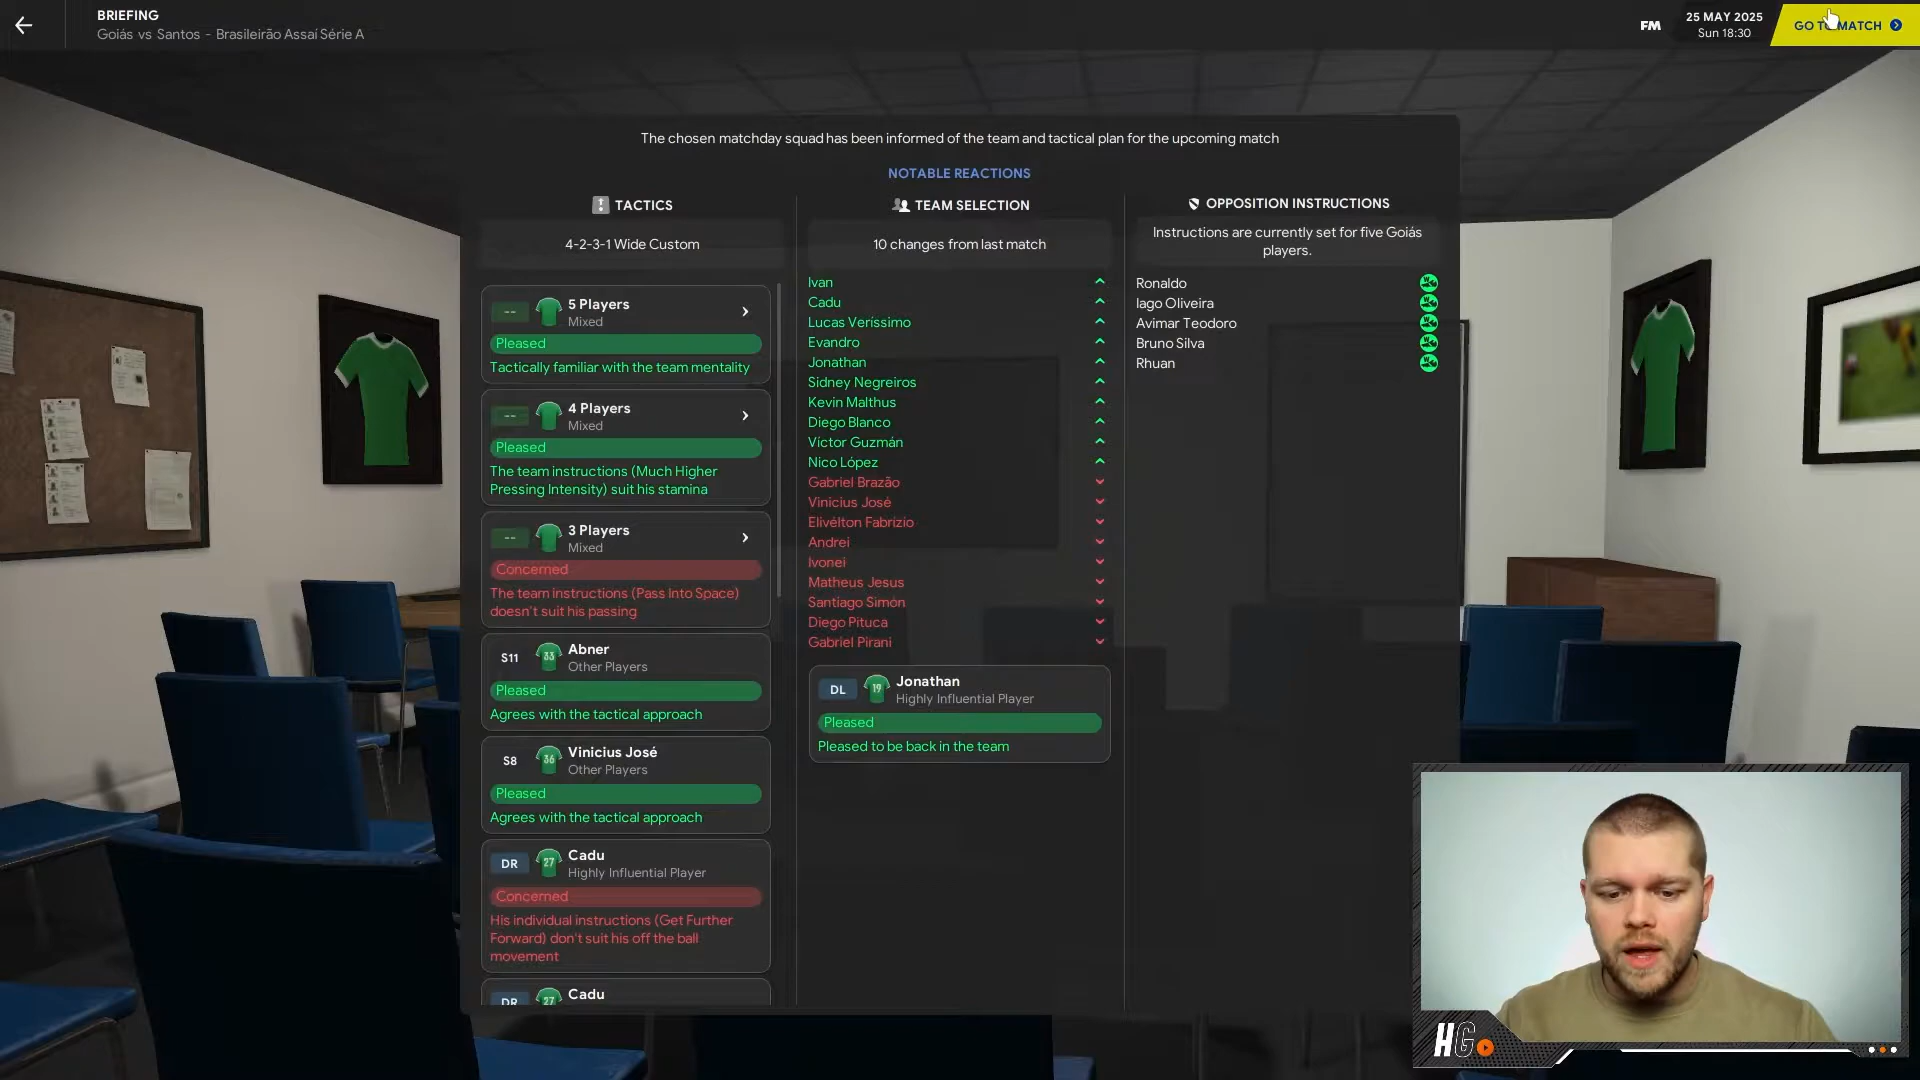 BRIEFING
Goiás vs Santos - Brasileirão Assaí Série A
FM
25 MAY 2025
Sun 18:30
GO TO MATCH
The chosen matchday squad has been informed of the team and tactical plan for the upcoming match
NOTABLE REACTIONS
TACTICS
4-2-3-1 Wide Custom
-- 5 Players
Mixed
Pleased
Tactically familiar with the team mentality
-- 4 Players
Mixed
Pleased
The team instructions (Much Higher
Pressing Intensity) suit his stamina
-- 3 Players
Mixed
Concerned
The team instructions (Pass Into Space)
doesn't suit his passing
S11 33 Abner
Other Players
Pleased
Agrees with the tactical approach
S8 36 Vinicius José
Other Players
Pleased
Agrees with the tactical approach
DR 27 Cadu
Highly Influential Player
Concerned
His individual instructions (Get Further
Forward) don't suit his off the ball
movement
DR 27 Cadu
TEAM SELECTION
10 changes from last match
Ivan
Cadu
Lucas Veríssimo
Evandro
Jonathan
Sidney Negreiros
Kevin Malthus
Diego Blanco
Víctor Guzmán
Nico López
Gabriel Brazão
Vinicius José
Elivélton Fabrízio
Andrei
Ivonei
Matheus Jesus
Santiago Simón
Diego Pituca
Gabriel Pirani
DL 19 Jonathan
Highly Influential Player
Pleased
Pleased to be back in the team
OPPOSITION INSTRUCTIONS
Instructions are currently set for five Goiás
players.
Ronaldo
Iago Oliveira
Avimar Teodoro
Bruno Silva
Rhuan
HG